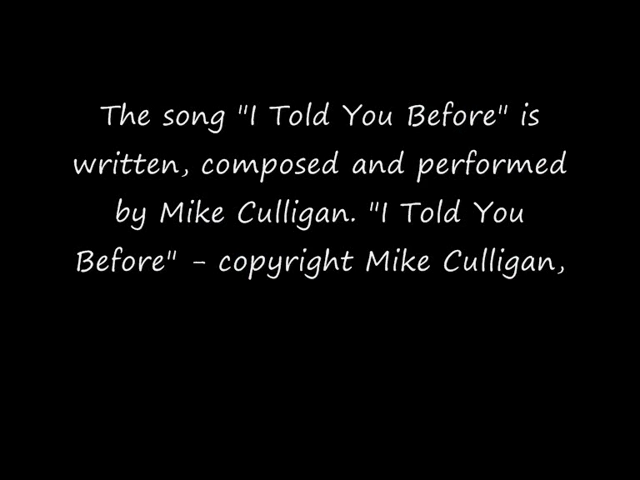 The song "I Told You Before" is
written, composed and performed
by Mike Culligan. "I Told You
Before" - copyright Mike Culligan,